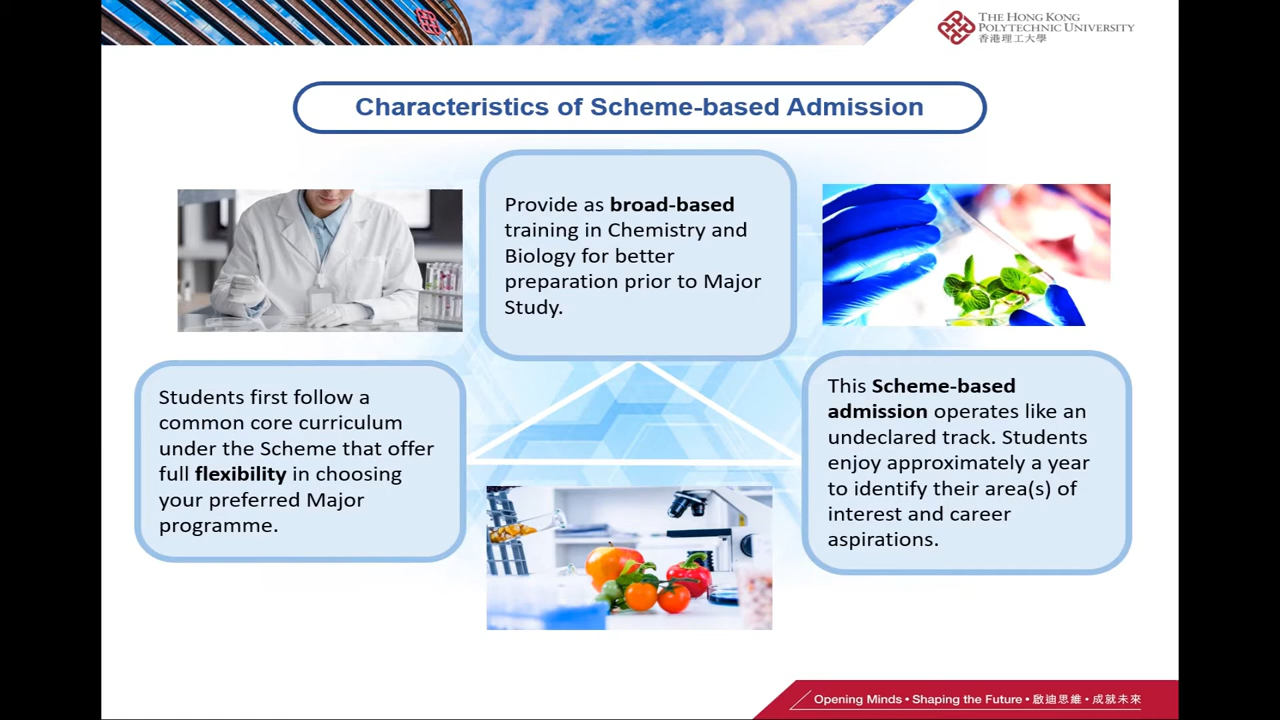 THE HONG KONG
POLYTECHNIC UNIVERSITY
香港理工大學
Characteristics of Scheme-based Admission
Provide as broad-based
training in Chemistry and
Biology for better
preparation prior to Major
Study.
Students first follow a
common core curriculum
under the Scheme that offer
full flexibility in choosing
your preferred Major
programme.
This Scheme-based
admission operates like an
undeclared track. Students
enjoy approximately a year
to identify their area(s) of
interest and career
aspirations.
Opening Minds • Shaping the Future • 啟迪思維 • 成就未來